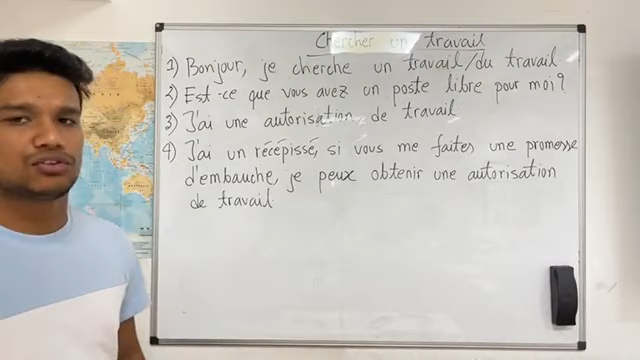 Chercher un travail
1) Bonjour, je cherche un travail/du travail
2) Est-ce que vous avez un poste libre pour moi?
3) J'ai une autorisation de travail
4) J'ai un récépissé, si vous me faites une promesse
d'embauche, je peux obtenir une autorisation
de travail.